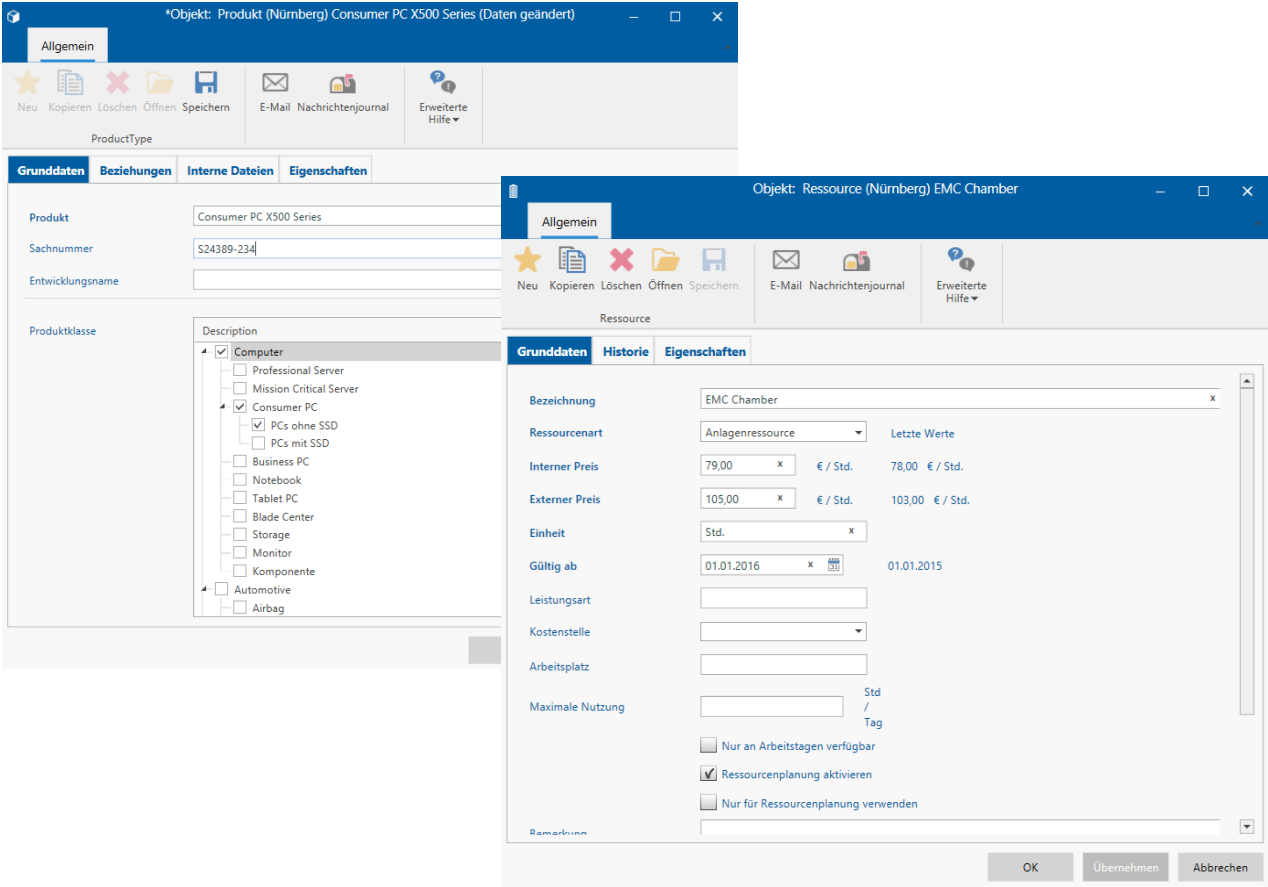 *Objekt: Produkt (Nürnberg) Consumer PC X500 Series (Daten geändert)
Allgemein
Neu Kopieren Löschen Öffnen Speichern E-Mail Nachrichtenjournal Erweiterte Hilfe
ProductType
Grunddaten Beziehungen Interne Dateien Eigenschaften
Produkt Consumer PC X500 Series
Sachnummer S24389-234
Entwicklungsname
Produktklasse Description
Computer
Professional Server
Mission Critical Server
Consumer PC
PCs ohne SSD
PCs mit SSD
Business PC
Notebook
Tablet PC
Blade Center
Storage
Monitor
Komponente
Automotive
Airbag
Objekt: Ressource (Nürnberg) EMC Chamber
Allgemein
Neu Kopieren Löschen Öffnen Speichern E-Mail Nachrichtenjournal Erweiterte Hilfe
Ressource
Grunddaten Historie Eigenschaften
Bezeichnung EMC Chamber x
Ressourcenart Anlagenressource Letzte Werte
Interner Preis 79,00 x € / Std. 78,00 € / Std.
Externer Preis 105,00 x € / Std. 103,00 € / Std.
Einheit Std. x
Gültig ab 01.01.2016 x 31 01.01.2015
Leistungsart
Kostenstelle
Arbeitsplatz
Maximale Nutzung Std / Tag
Nur an Arbeitstagen verfügbar
Ressourcenplanung aktivieren
Nur für Ressourcenplanung verwenden
Bemerkung
OK Übernehmen Abbrechen